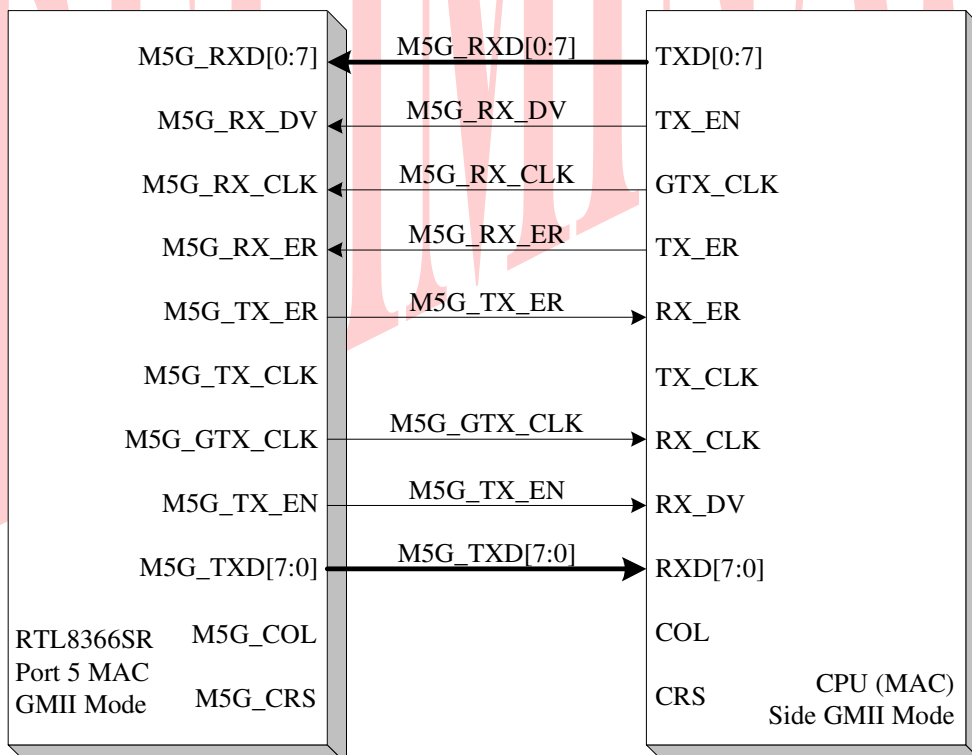 M5G_RXD[0:7] M5G_RXD[0:7] TXD[0:7]
M5G_RX_DV M5G_RX_DV TX_EN
M5G_RX_CLK M5G_RX_CLK GTX_CLK
M5G_RX_ER M5G_RX_ER TX_ER
M5G_TX_ER M5G_TX_ER RX_ER
M5G_TX_CLK TX_CLK
M5G_GTX_CLK M5G_GTX_CLK RX_CLK
M5G_TX_EN M5G_TX_EN RX_DV
M5G_TXD[7:0] M5G_TXD[7:0] RXD[7:0]
M5G_COL COL
M5G_CRS CRS
RTL8366SR
Port 5 MAC
GMII Mode
CPU (MAC)
Side GMII Mode